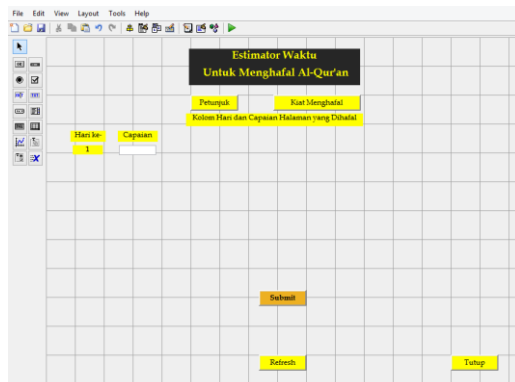 File Edit View Layout Tools Help
Estimator Waktu
Untuk Menghafal Al-Qur'an
Petunjuk Kiat Menghafal
Kolom Hari dan Capaian Halaman yang Dihafal
Hari ke- Capaian
1
Submit
Refresh Tutup